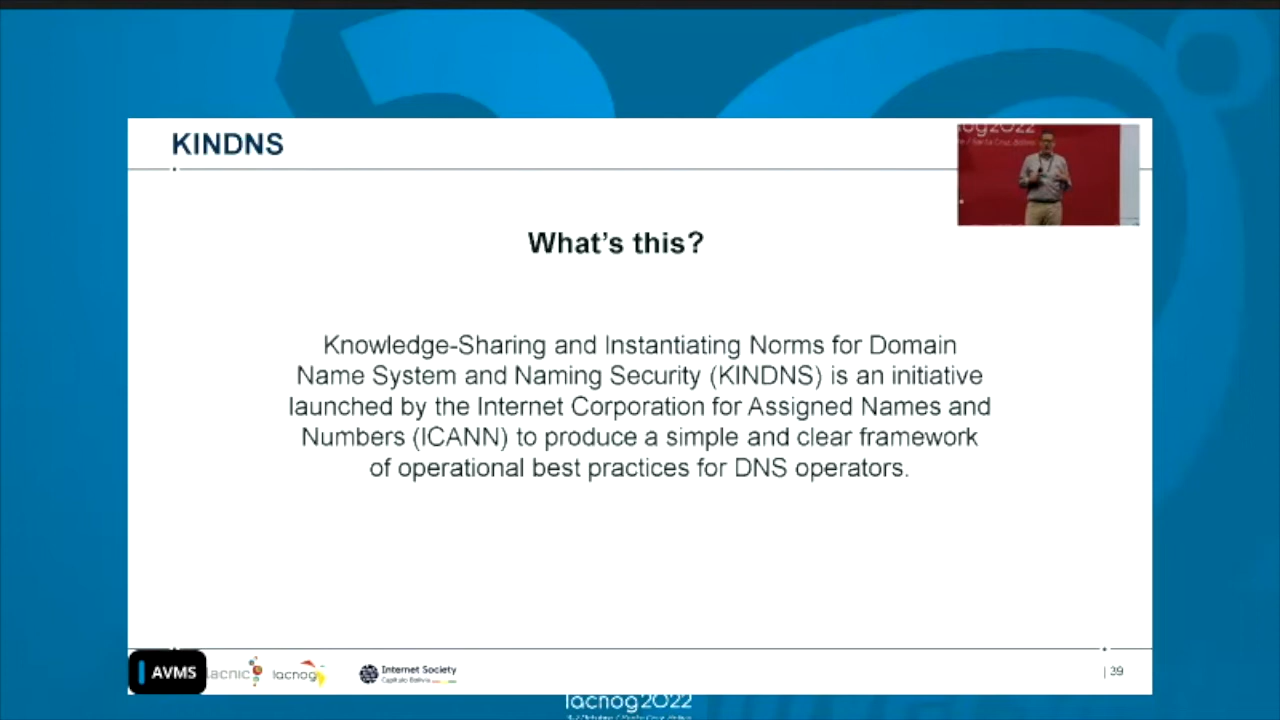 KINDNS
What's this?
Knowledge-Sharing and Instantiating Norms for Domain
Name System and Naming Security (KINDNS) is an initiative
launched by the Internet Corporation for Assigned Names and
Numbers (ICANN) to produce a simple and clear framework
of operational best practices for DNS operators.
AVMS
lacnic
lacnog
Internet Society
Capítulo Bolivia
| 39
lacnog2022